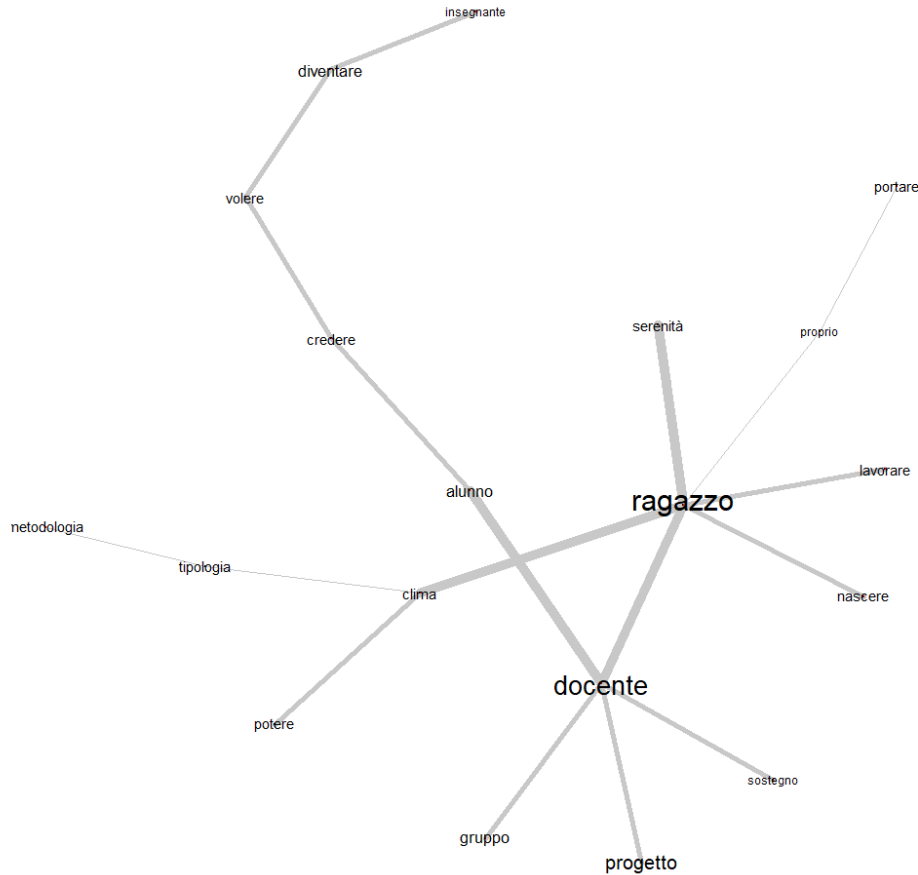 insegnante
diventare
portare
volere
serenità
proprio
credere
lavorare
alunno
ragazzo
netodologia
tipologia
clima
nascere
docente
potere
sostegno
gruppo
progetto